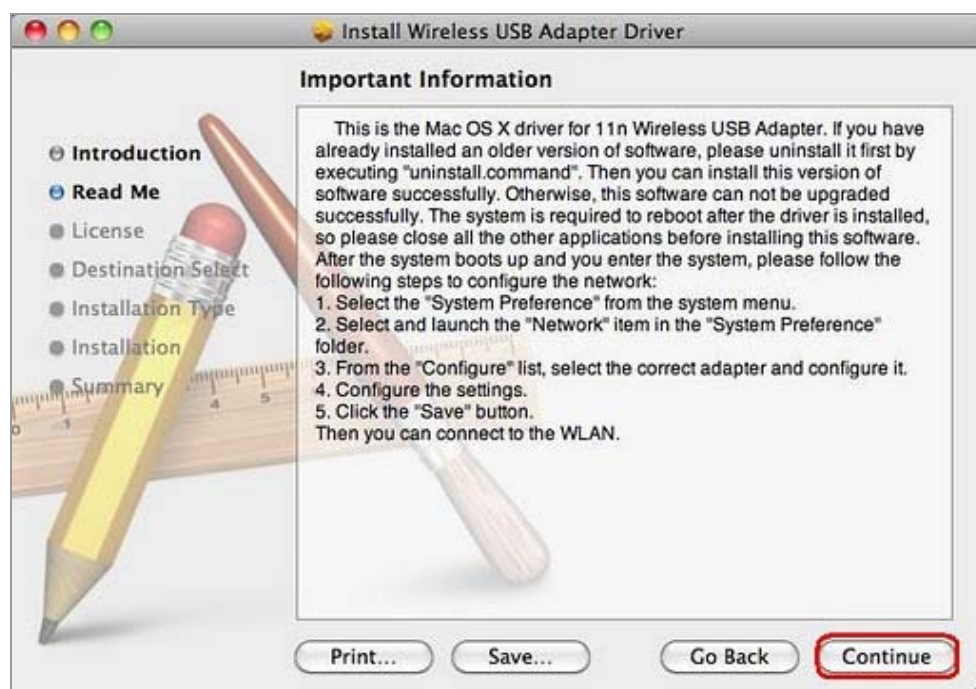 Install Wireless USB Adapter Driver
Important Information
Introduction
Read Me
License
Destination Select
Installation Type
Installation
Summary
This is the Mac OS X driver for 11n Wireless USB Adapter. If you have
already installed an older version of software, please uninstall it first by
executing "uninstall.command". Then you can install this version of
software successfully. Otherwise, this software can not be upgraded
successfully. The system is required to reboot after the driver is installed,
so please close all the other applications before installing this software.
After the system boots up and you enter the system, please follow the
following steps to configure the network:
1. Select the "System Preference" from the system menu.
2. Select and launch the "Network" item in the "System Preference"
folder.
3. From the "Configure" list, select the correct adapter and configure it.
4. Configure the settings.
5. Click the "Save" button.
Then you can connect to the WLAN.
0 1 4 5
Print... Save... Go Back Continue